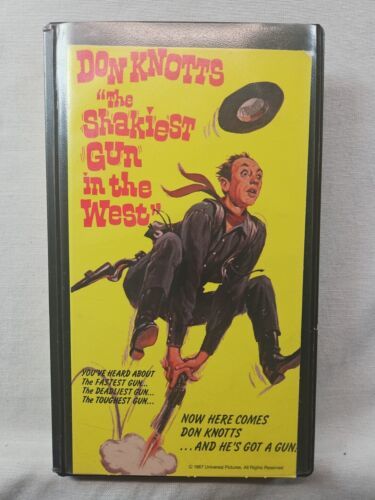 DON KNOTTS
"The
Shakiest
Gun
in the
West"
YOU'VE HEARD ABOUT
The FASTEST GUN...
The DEADLIEST GUN...
The TOUGHEST GUN...
NOW HERE COMES
DON KNOTTS
...AND HE'S GOT A GUN!
© 1967 Universal Pictures. All Rights Reserved